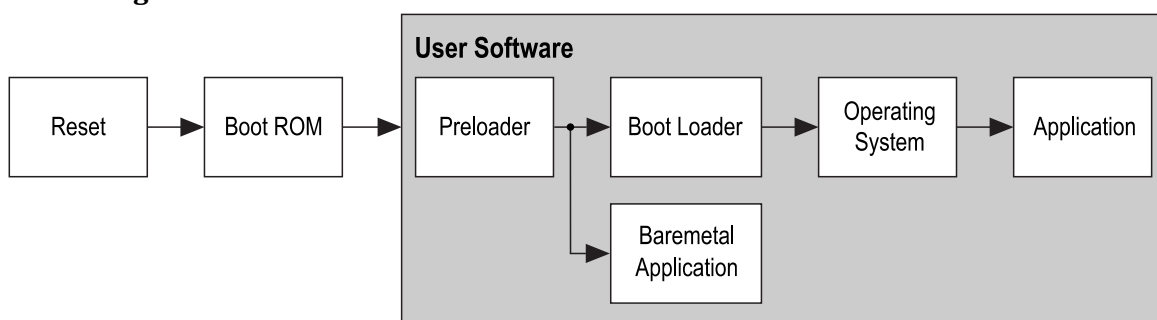 User Software
Reset
Boot ROM
Preloader
Boot Loader
Operating
System
Application
Baremetal
Application